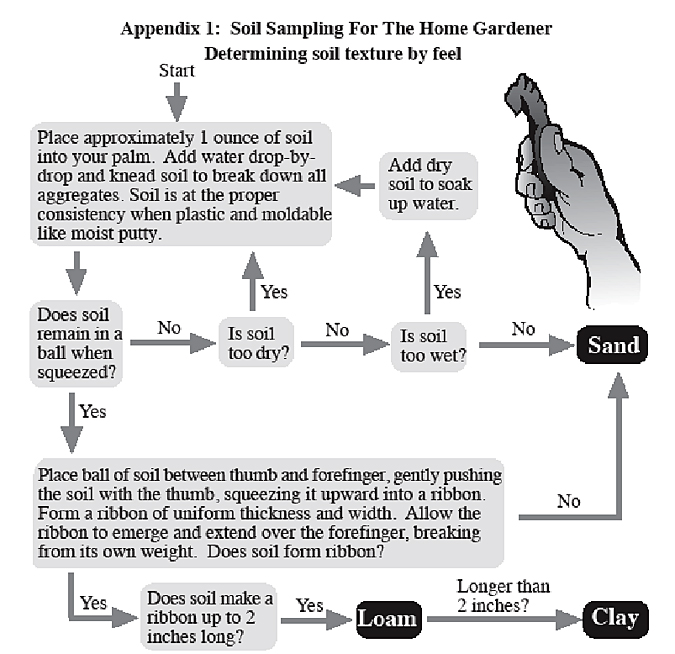 Appendix 1: Soil Sampling For The Home Gardener
Determining soil texture by feel
Start
Place approximately 1 ounce of soil
into your palm. Add water drop-by-
drop and knead soil to break down all
aggregates. Soil is at the proper
consistency when plastic and moldable
like moist putty.
Add dry
soil to soak
up water.
Yes
Yes
Does soil
remain in a
ball when
squeezed?
No
Is soil
too dry?
No
Is soil
too wet?
No
Sand
Yes
Place ball of soil between thumb and forefinger, gently pushing
the soil with the thumb, squeezing it upward into a ribbon.
Form a ribbon of uniform thickness and width. Allow the
ribbon to emerge and extend over the forefinger, breaking
from its own weight. Does soil form ribbon?
No
Yes
Does soil make a
ribbon up to 2
inches long?
Yes
Loam
Longer than
2 inches?
Clay